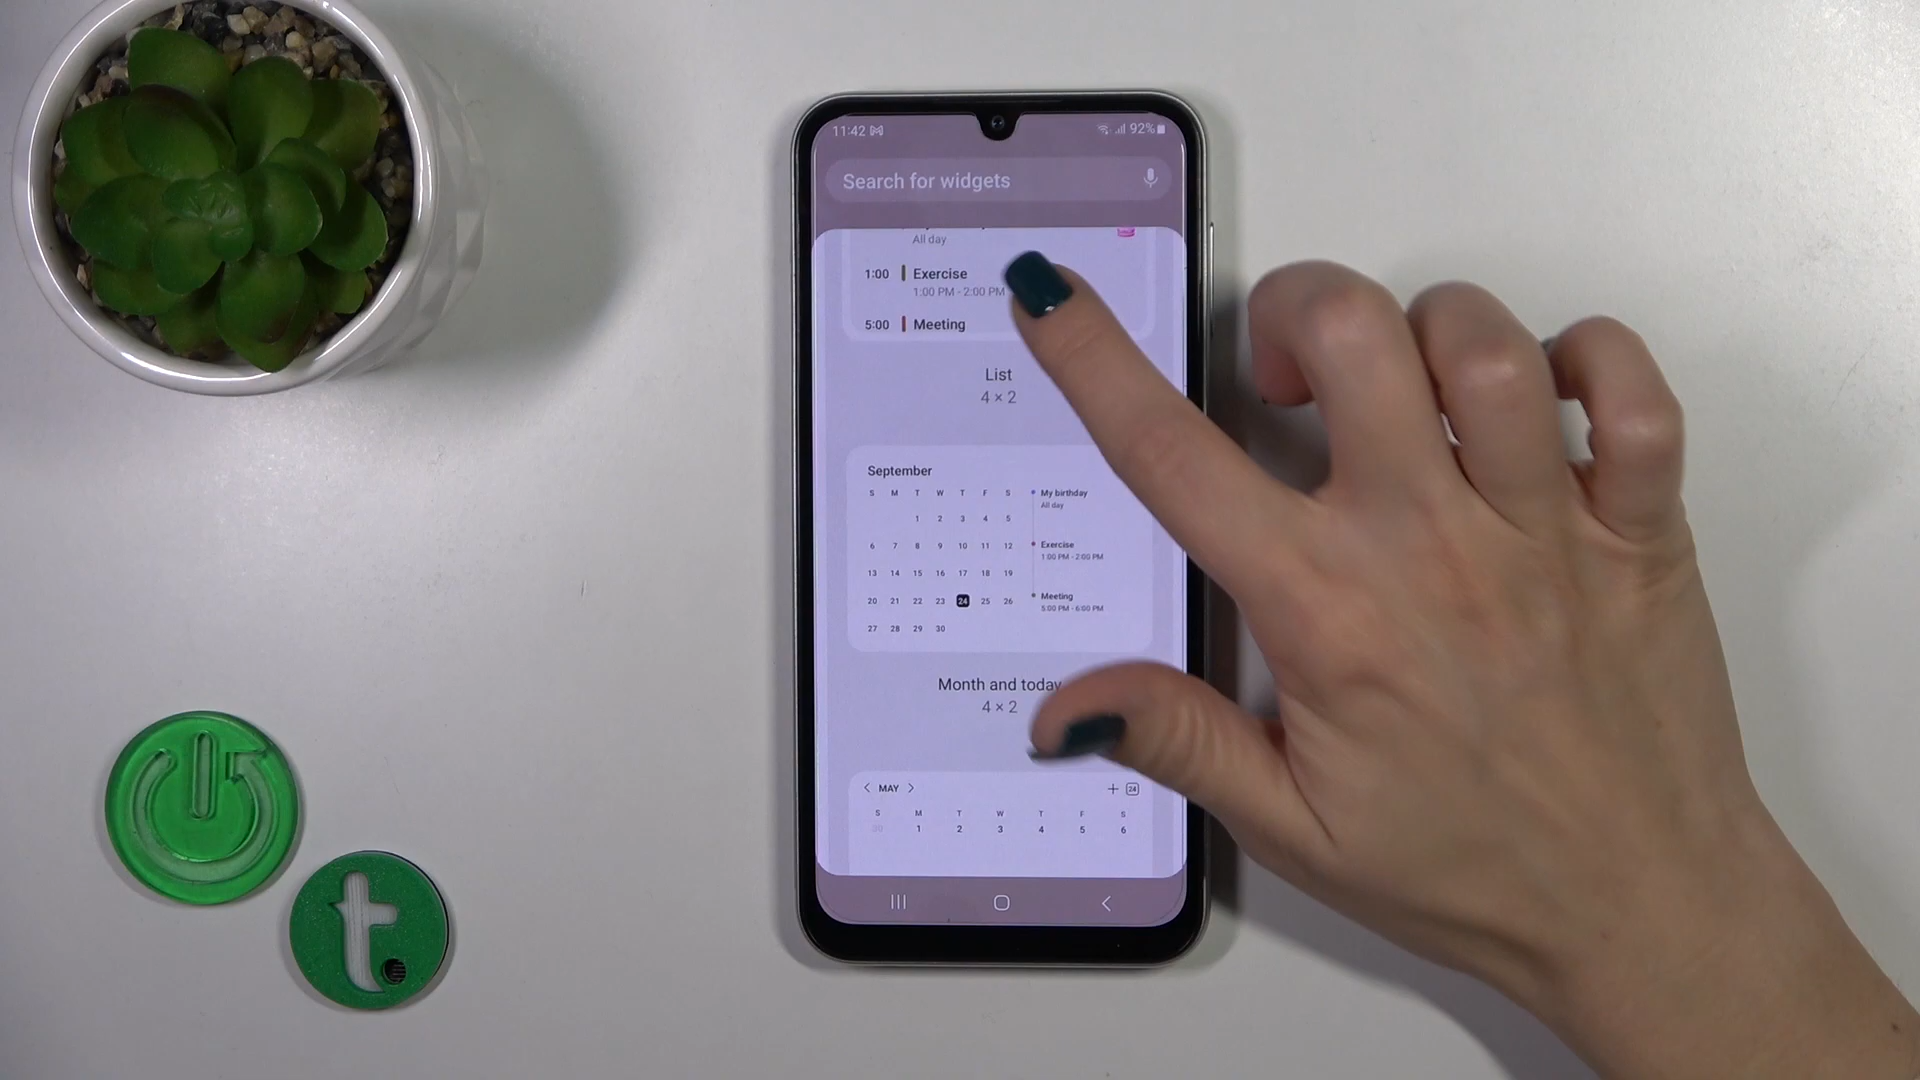 11:42
92%
Search for widgets
All day
1:00 Exercise
1:00 PM - 2:00 PM
5:00 Meeting
List
4 × 2
September
S M T W T F S
1 2 3 4 5
6 7 8 9 10 11 12
13 14 15 16 17 18 19
20 21 22 23 24 25 26
27 28 29 30
My birthday
All day
Exercise
1:00 PM - 2:00 PM
Meeting
5:00 PM - 6:00 PM
Month and today
4 × 2
< MAY > + 24
S M T W T F S
30 1 2 3 4 5 6
t.